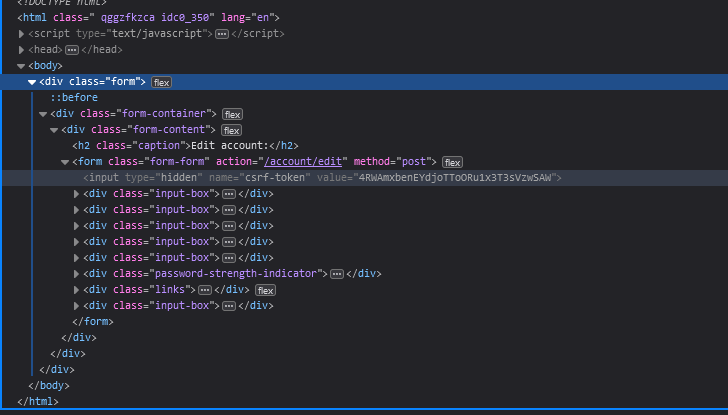 <!DOCTYPE html>
<html class=" qggzfkzca idc0_350" lang="en">
<script type="text/javascript">⋯</script>
<head>⋯</head>
<body>
<div class="form"> flex
::before
<div class="form-container"> flex
<div class="form-content"> flex
<h2 class="caption">Edit account:</h2>
<form class="form-form" action="/account/edit" method="post"> flex
<input type="hidden" name="csrf-token" value="4RWAmxbenEYdjoTToORu1x3T3sVzwSAW">
<div class="input-box">⋯</div>
<div class="input-box">⋯</div>
<div class="input-box">⋯</div>
<div class="input-box">⋯</div>
<div class="input-box">⋯</div>
<div class="password-strength-indicator">⋯</div>
<div class="links">⋯</div> flex
<div class="input-box">⋯</div>
</form>
</div>
</div>
</div>
</body>
</html>